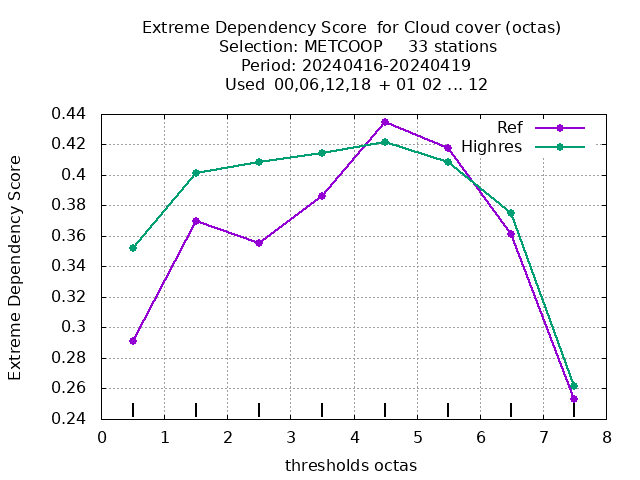 Extreme Dependency Score  for Cloud cover (octas)
Selection: METCOOP     33 stations
Period: 20240416-20240419
Used  00,06,12,18  + 01 02 ... 12
Extreme Dependency Score
0.44
0.42
0.4
0.38
0.36
0.34
0.32
0.3
0.28
0.26
0.24
Ref
Highres
0 1 2 3 4 5 6 7 8
thresholds octas